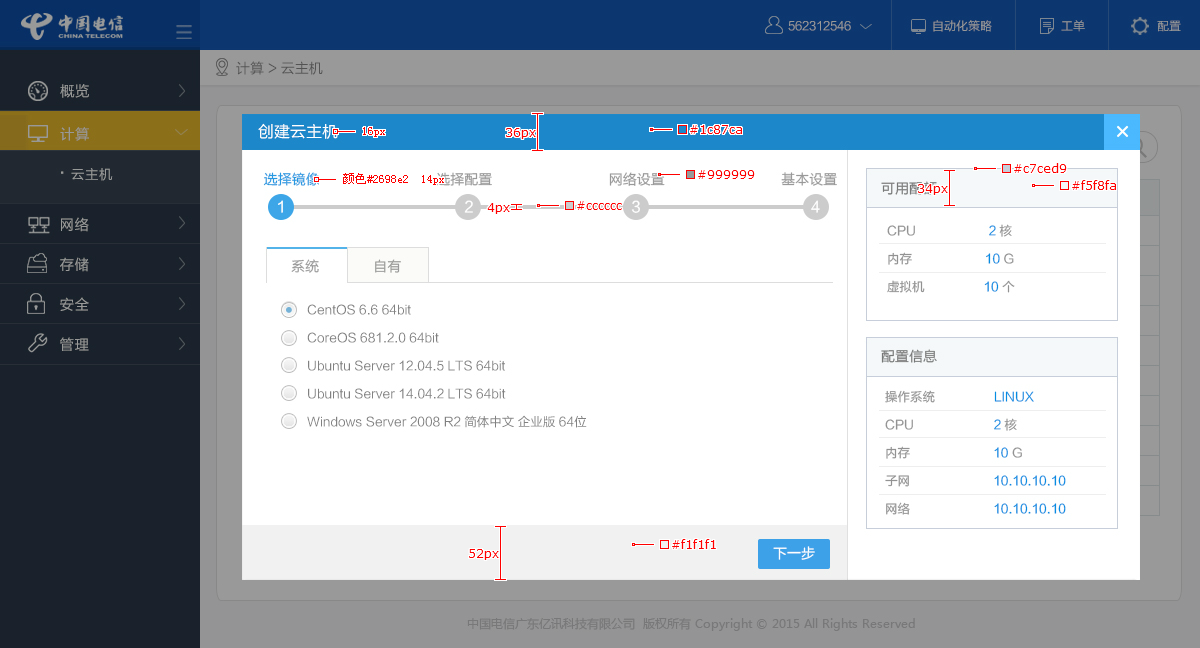 中国电信
CHINA TELECOM
562312546
自动化策略
工单
配置
计算 > 云主机
概览
计算
· 云主机
网络
存储
安全
管理
创建云主机 16px
36px
#1c87ca
选择镜像 颜色#2698e2 14px 选择配置
网络设置 #999999
基本设置
1 2 3 4
4px #cccccc
系统
自有
CentOS 6.6 64bit
CoreOS 681.2.0 64bit
Ubuntu Server 12.04.5 LTS 64bit
Ubuntu Server 14.04.2 LTS 64bit
Windows Server 2008 R2 简体中文 企业版 64位
52px
#f1f1f1
下一步
#c7ced9
可用配 34px
#f5f8fa
CPU 2 核
内存 10 G
虚拟机 10 个
配置信息
操作系统 LINUX
CPU 2 核
内存 10 G
子网 10.10.10.10
网络 10.10.10.10
中国电信广东亿讯科技有限公司 版权所有 Copyright © 2015 All Rights Reserved